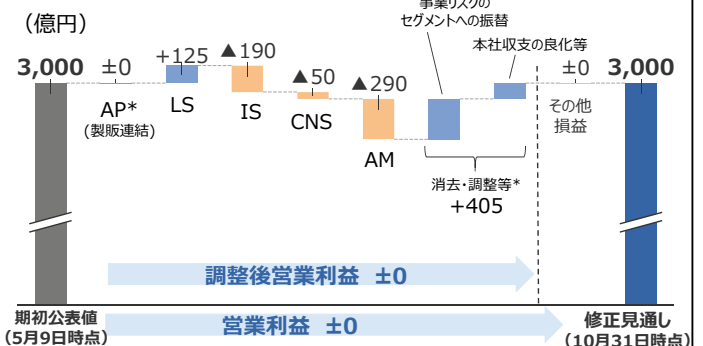 事業リスクの
セグメントへの振替
(億円)
本社収支の良化等
3,000
±0
+125
▲190
▲50
▲290
±0
3,000
AP*
(製販連結)
LS
IS
CNS
AM
その他
損益
消去・調整等*
+405
調整後営業利益 ±0
営業利益 ±0
期初公表値
(5月9日時点)
修正見通し
(10月31日時点)